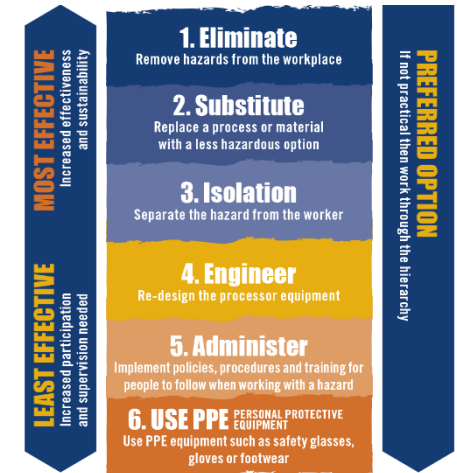 MOST EFFECTIVE
Increased effectiveness
and sustainability
LEAST EFFECTIVE
Increased participation
and supervision needed
1. Eliminate
Remove hazards from the workplace
2. Substitute
Replace a process or material
with a less hazardous option
3. Isolation
Separate the hazard from the worker
4. Engineer
Re-design the processor equipment
5. Administer
Implement policies, procedures and training for
people to follow when working with a hazard
6. USE PPE PERSONAL PROTECTIVE
EQUIPMENT
Use PPE equipment such as safety glasses,
gloves or footwear
PREFERRED OPTION
If not practical then work through the hierarchy